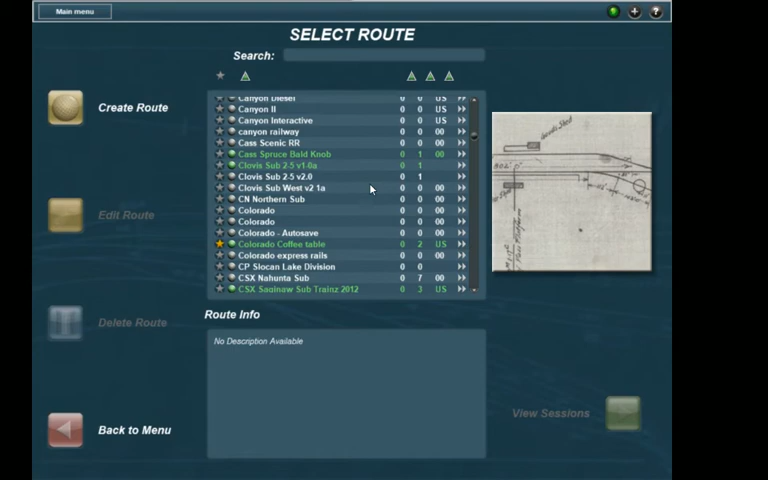 Main menu
SELECT ROUTE
Search:
Create Route
Edit Route
Delete Route
Back to Menu
Canyon Diesel
Canyon II 0 0 US
Canyon Interactive 0 0 US
canyon railway 0 0 00
Cass Scenic RR 0 0 00
Cass Spruce Bald Knob 0 1 00
Clovis Sub 2-5 v1.0a 0 1
Clovis Sub 2-5 v2.0 0 1
Clovis Sub West v2 1a 0 0 00
CN Northern Sub 0 0 00
Colorado 0 0 00
Colorado 0 0 00
Colorado - Autosave 0 0 00
Colorado Coffee table 0 2 US
Colorado express rails 0 0 00
CP Slocan Lake Division 0 0
CSX Nahunta Sub 0 7 00
CSX Saginaw Sub Trainz 2012 0 3 US
Route Info
No Description Available
View Sessions